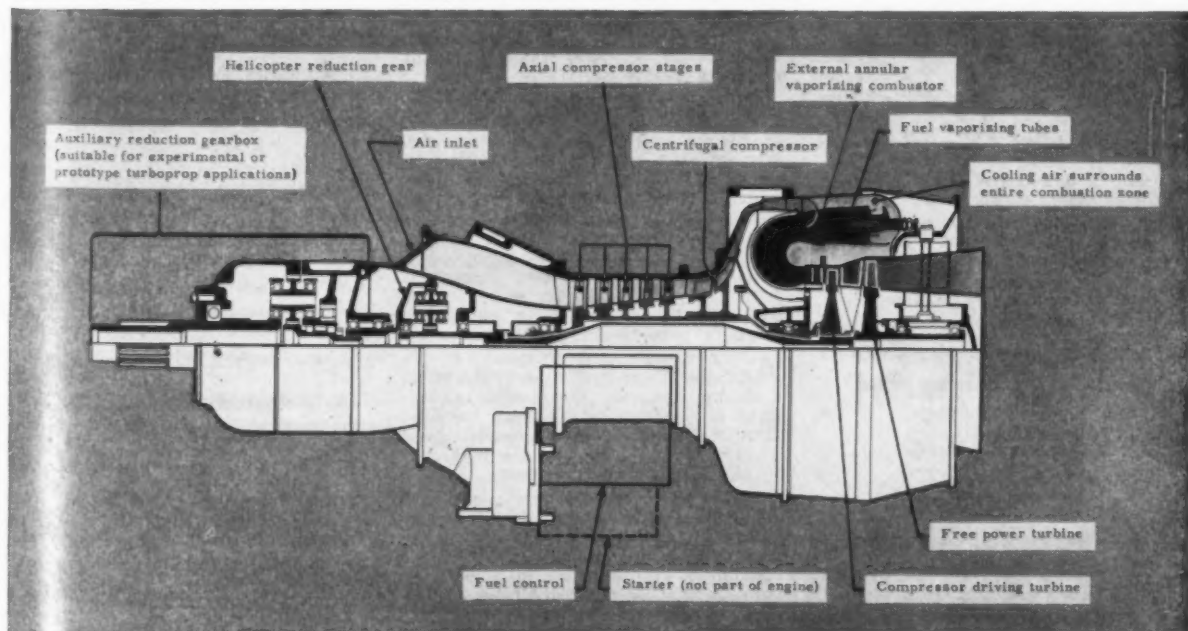 Helicopter reduction gear
Axial compressor stages
External annular
vaporising combustor
Fuel vaporising tubes
Auxiliary reduction gearbox
(suitable for experimental or
prototype turboprop applications)
Air inlet
Centrifugal compressor
Cooling air surrounds
entire combustion zone
Free power turbine
Fuel control
Starter (not part of engine)
Compressor driving turbine